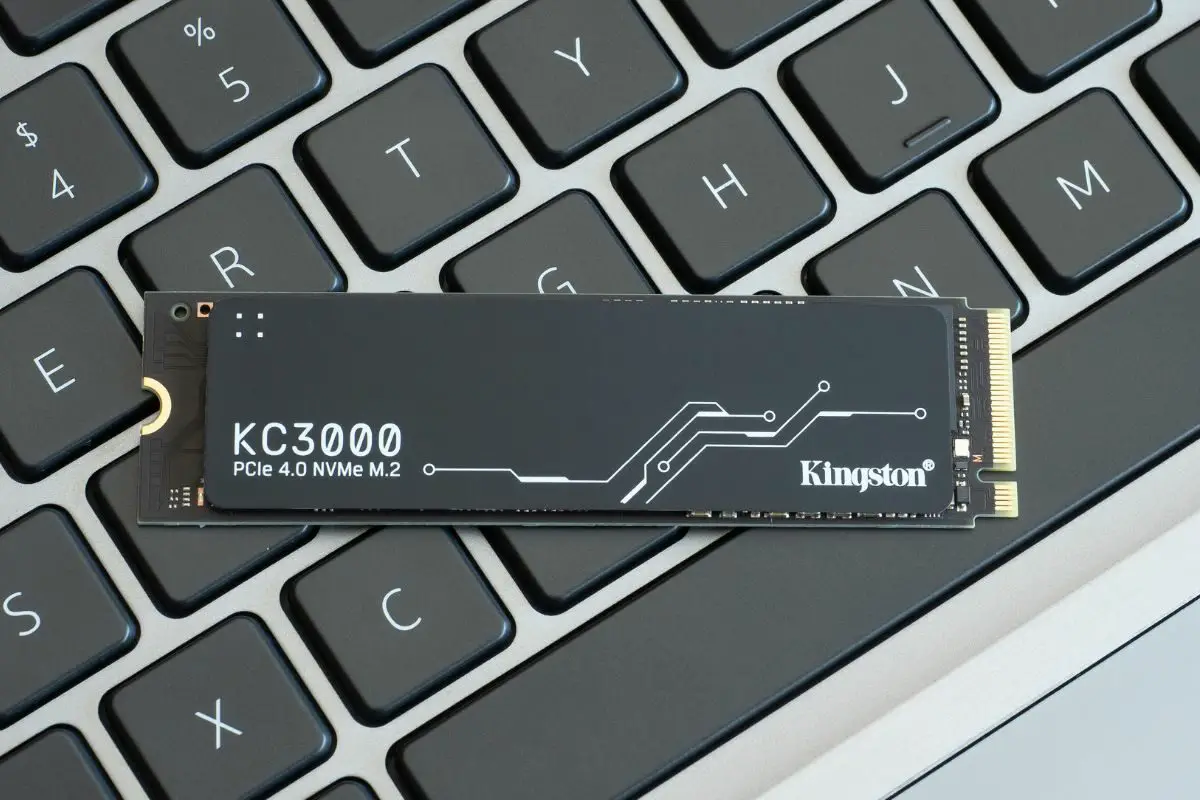 %
5
Y
J
$
4
T
H
M
R
G
N
E
KC3000
PCIe 4.0 NVMe M.2
Kingston®
M
S
C
X